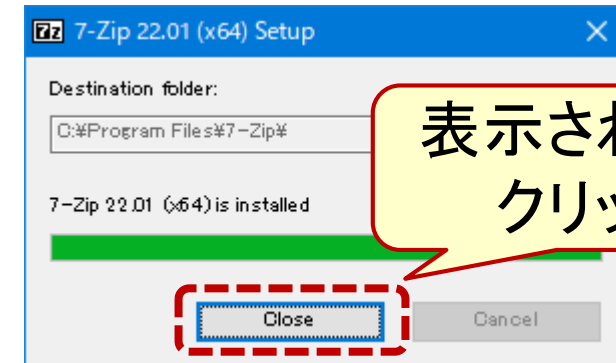 7z 7-Zip 22.01 (x64) Setup
Destination folder:
C:¥Program Files¥7-Zip¥
表示され
クリッ
7-Zip 22.01 (x64) is installed
Close
Cancel